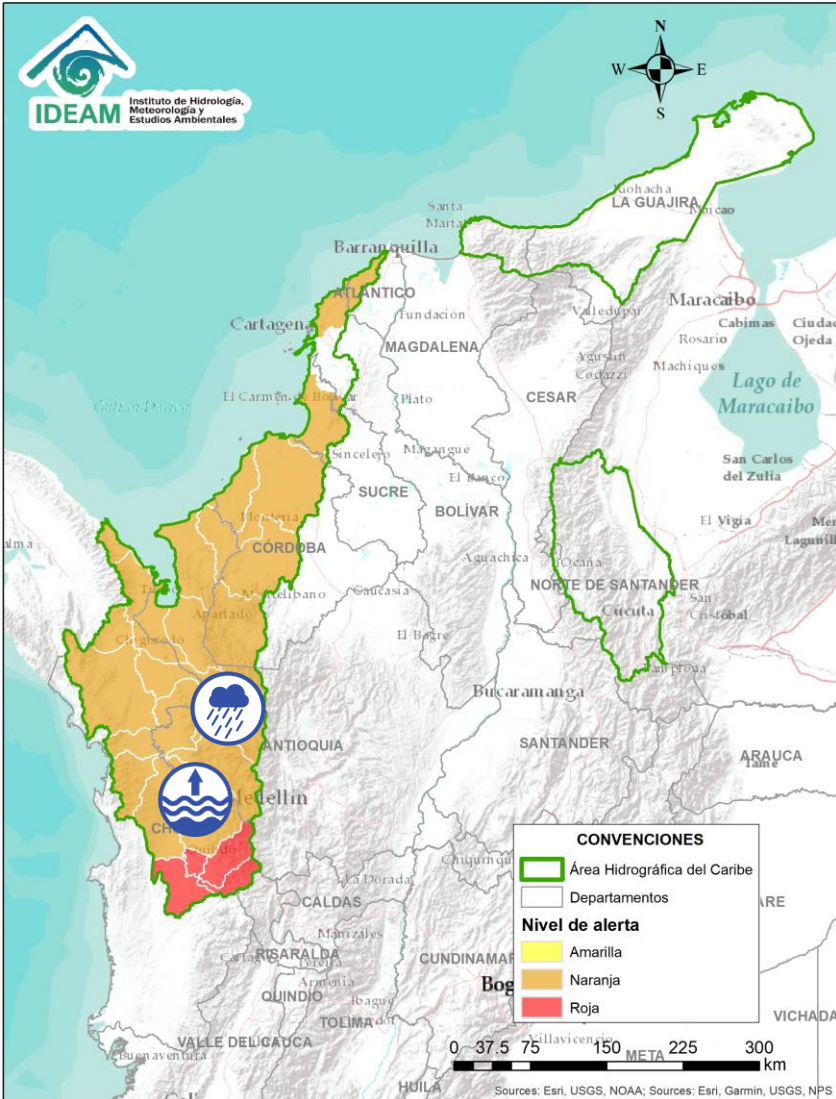 IDEAM
Instituto de Hidrología,
Meteorología y
Estudios Ambientales
N
W
E
S
Riohacha
LA GUAJIRA
Maicao
Santa
Marta
Barranquilla
ATLÁNTICO
Maracaibo
Cartagena
Fundación
Valledupar
Cabimas
Ciudad
Ojeda
Rosario
MAGDALENA
Agustín
Codazzi
Machiques
CESAR
Lago de
Maracaibo
El Carmen de Bolívar
Plato
Sincelejo
Magangué
San Carlos
del Zulia
El Banco
SUCRE
BOLÍVAR
Montería
El Vigía
CÓRDOBA
Aguachica
Ocaña
NORTE DE SANTANDER
Turbo
Montelíbano
Caucasia
Cúcuta
San
Cristóbal
Apartadó
El Bagre
Chigorodó
Pamplona
Bucaramanga
ANTIOQUIA
SANTANDER
ARAUCA
Tame
Medellín
Quibdó
CONVENCIONES
Área Hidrográfica del Caribe
Departamentos
Nivel de alerta
Amarilla
Naranja
Roja
La Dorada
CALDAS
Manizales
RISARALDA
Pereira
CUNDINAMAR
Armenia
QUINDÍO
Ibagué
Bog
TOLIMA
VICHADA
VALLE DEL CAUCA
Villavicencio
Buenaventura
META
HUILA
0 37.5 75 150 225 300
km
Sources: Esri, USGS, NOAA; Sources: Esri, Garmin, USGS, NPS